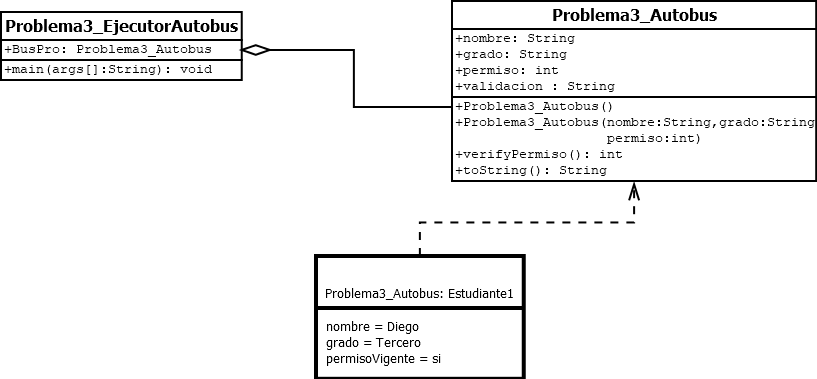 Problema3_EjecutorAutobus
+BusPro: Problema3_Autobus
+main(args[]:String): void
Problema3_Autobus
+nombre: String
+grado: String
+permiso: int
+validacion : String
+Problema3_Autobus()
+Problema3_Autobus(nombre:String,grado:String
permiso:int)
+verifyPermiso(): int
+toString(): String
Problema3_Autobus: Estudiante1
nombre = Diego
grado = Tercero
permisoVigente = si